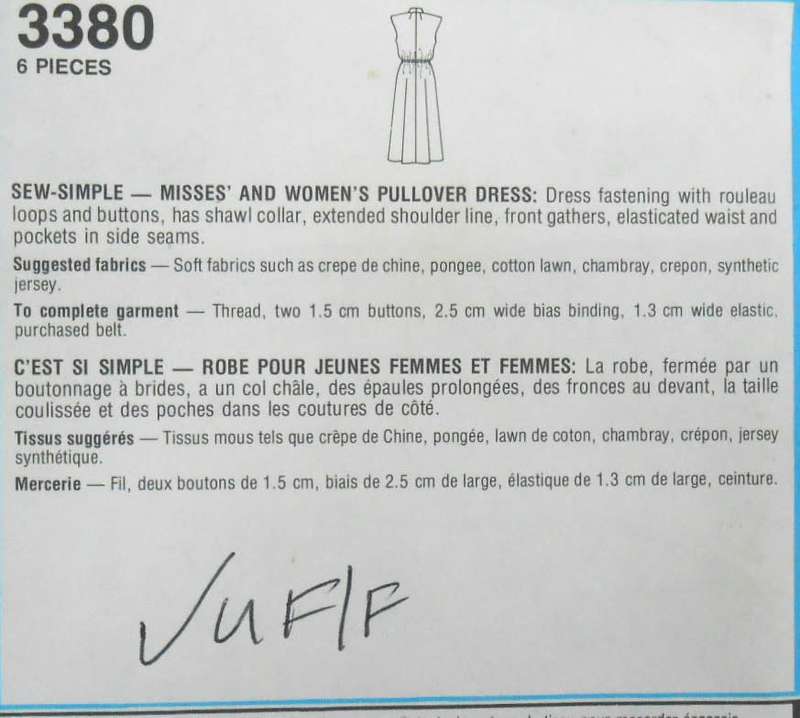 3380
6 PIECES
SEW-SIMPLE — MISSES' AND WOMEN'S PULLOVER DRESS: Dress fastening with rouleau
loops and buttons, has shawl collar, extended shoulder line, front gathers, elasticated waist and
pockets in side seams.
Suggested fabrics — Soft fabrics such as crepe de chine, pongee, cotton lawn, chambray, crepon, synthetic
jersey.
To complete garment — Thread, two 1.5 cm buttons, 2.5 cm wide bias binding, 1.3 cm wide elastic,
purchased belt.
C'EST SI SIMPLE — ROBE POUR JEUNES FEMMES ET FEMMES: La robe, fermée par un
boutonnage à brides, a un col châle, des épaules prolongées, des fronces au devant, la taille
coulissée et des poches dans les coutures de côté.
Tissus suggérés — Tissus mous tels que crêpe de Chine, pongée, lawn de coton, chambray, crépon, jersey
synthétique.
Mercerie — Fil, deux boutons de 1.5 cm, biais de 2.5 cm de large, élastique de 1.3 cm de large, ceinture.
✓UF/F